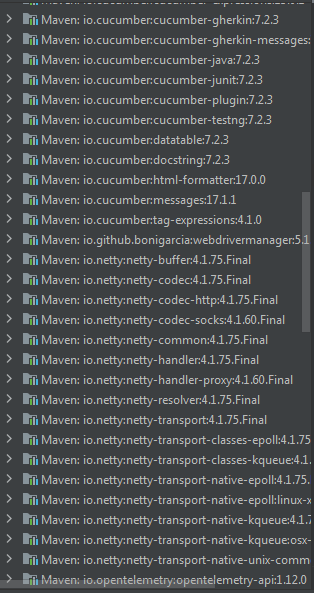 Maven: io.cucumber:cucumber-gherkin:7.2.3
Maven: io.cucumber:cucumber-gherkin-messages:
Maven: io.cucumber:cucumber-java:7.2.3
Maven: io.cucumber:cucumber-junit:7.2.3
Maven: io.cucumber:cucumber-plugin:7.2.3
Maven: io.cucumber:cucumber-testng:7.2.3
Maven: io.cucumber:datatable:7.2.3
Maven: io.cucumber:docstring:7.2.3
Maven: io.cucumber:html-formatter:17.0.0
Maven: io.cucumber:messages:17.1.1
Maven: io.cucumber:tag-expressions:4.1.0
Maven: io.github.bonigarcia:webdrivermanager:5.1
Maven: io.netty:netty-buffer:4.1.75.Final
Maven: io.netty:netty-codec:4.1.75.Final
Maven: io.netty:netty-codec-http:4.1.75.Final
Maven: io.netty:netty-codec-socks:4.1.60.Final
Maven: io.netty:netty-common:4.1.75.Final
Maven: io.netty:netty-handler:4.1.75.Final
Maven: io.netty:netty-handler-proxy:4.1.60.Final
Maven: io.netty:netty-resolver:4.1.75.Final
Maven: io.netty:netty-transport:4.1.75.Final
Maven: io.netty:netty-transport-classes-epoll:4.1.75
Maven: io.netty:netty-transport-classes-kqueue:4.1
Maven: io.netty:netty-transport-native-epoll:4.1.75.
Maven: io.netty:netty-transport-native-epoll:linux-x
Maven: io.netty:netty-transport-native-kqueue:4.1.7
Maven: io.netty:netty-transport-native-kqueue:osx-
Maven: io.netty:netty-transport-native-unix-comm
Maven: io.opentelemetry:opentelemetry-api:1.12.0